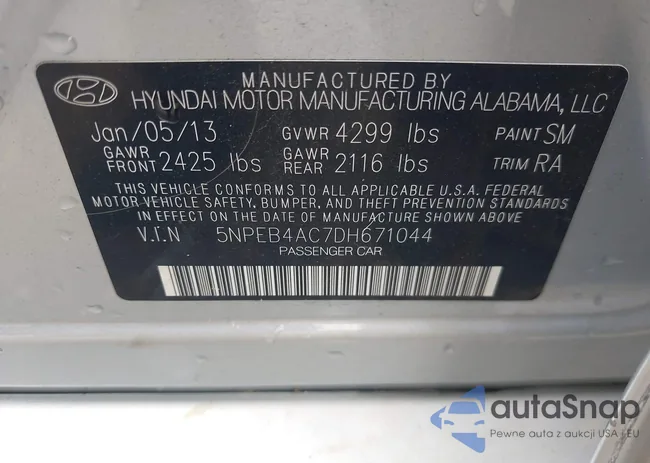 MANUFACTURED BY
HYUNDAI MOTOR MANUFACTURING ALABAMA, LLC
Jan/05/13 GVWR 4299 lbs PAINT SM
GAWR FRONT 2425 lbs GAWR REAR 2116 lbs TRIM RA
THIS VEHICLE CONFORMS TO ALL APPLICABLE U.S.A. FEDERAL
MOTOR VEHICLE SAFETY, BUMPER, AND THEFT PREVENTION STANDARDS
IN EFFECT ON THE DATE OF MANUFACTURE SHOWN ABOVE.
V.I.N 5NPEB4AC7DH671044
PASSENGER CAR
autaSnap
Pewne auta z aukcji USA i EU